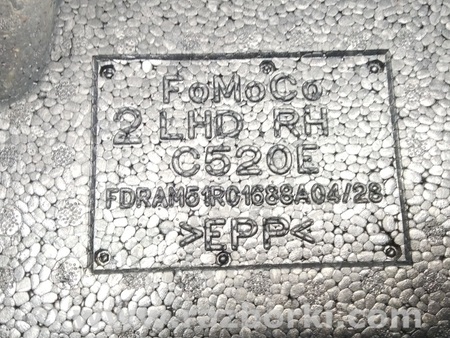 FoMoCo
2 LHD RH
C520E
FDRAM51R01688A04/28
>EPP<